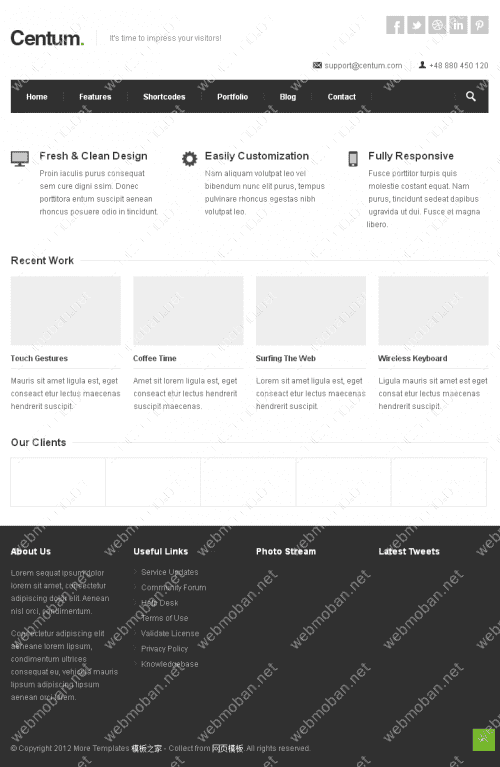 Centum.
It's time to impress your visitors!
support@centum.com
+48 880 450 120
Home Features Shortcodes Portfolio Blog Contact
Fresh & Clean Design
Proin iaculis purus consequat
sem cure digni ssim. Donec
porttitora entum suscipit aenean
rhoncus posuere odio in tincidunt.
Easily Customization
Nam aliquam volutpat leo vel
bibendum nunc elit purus, tempus
pulvinare rhoncus egestas nibh
volutpat leo.
Fully Responsive
Fusce porttitor turpis quis
molestie costant equat. Nam
purus, tincidunt sedeat dapibus
ugravida ut dui. Fusce et magna
libero.
Recent Work
Touch Gestures
Mauris sit amet ligula est, eget
conseact etur lectus maecenas
hendrerit suscipit.
Coffee Time
Amet sit lorem ligula est, eget
conseact etur lectus hendrerit
suscipit maecenas.
Surfing The Web
Lorem sit amet ligula est, eget
conseact etur lectus maecenas
hendrerit suscipit.
Wireless Keyboard
Ligula mauris sit amet est eget
consat etur lectus maecenas
hendrerit suscipit.
Our Clients
About Us
Lorem sequat ipsum dolor
lorem sit amet, consectetur
adipiscing dolor elit. Aenean
nisl orci, condimentum.
Consectetur adipiscing elit
aeneane lorem lipsum,
condimentum ultrices
consequat eu, vehicula mauris
lipsum adipiscing lipsum
aenean orci lorem.
Useful Links
Service Updates
Community Forum
Help Desk
Terms of Use
Validate License
Privacy Policy
Knowledgebase
Photo Stream
Latest Tweets
© Copyright 2012 More Templates 模板之家 - Collect from 网页模板. All rights reserved.
webmoban.net